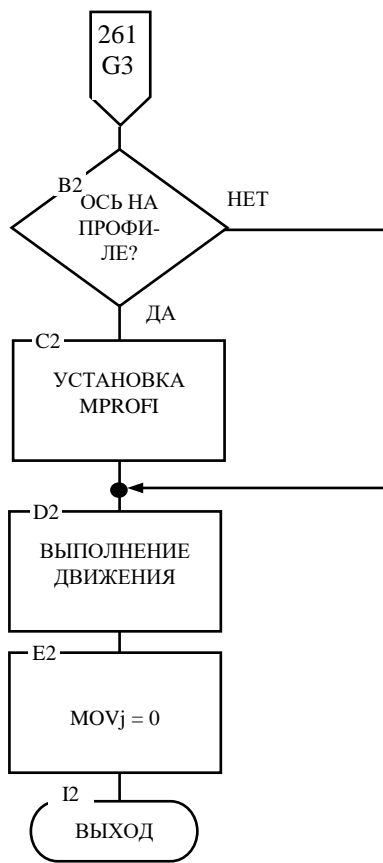 261
G3
B2
ОСЬ НА
ПРОФИ-
ЛЕ?
НЕТ
ДА
C2
УСТАНОВКА
MPROFI
D2
ВЫПОЛНЕНИЕ
ДВИЖЕНИЯ
E2
MOVj = 0
I2
ВЫХОД